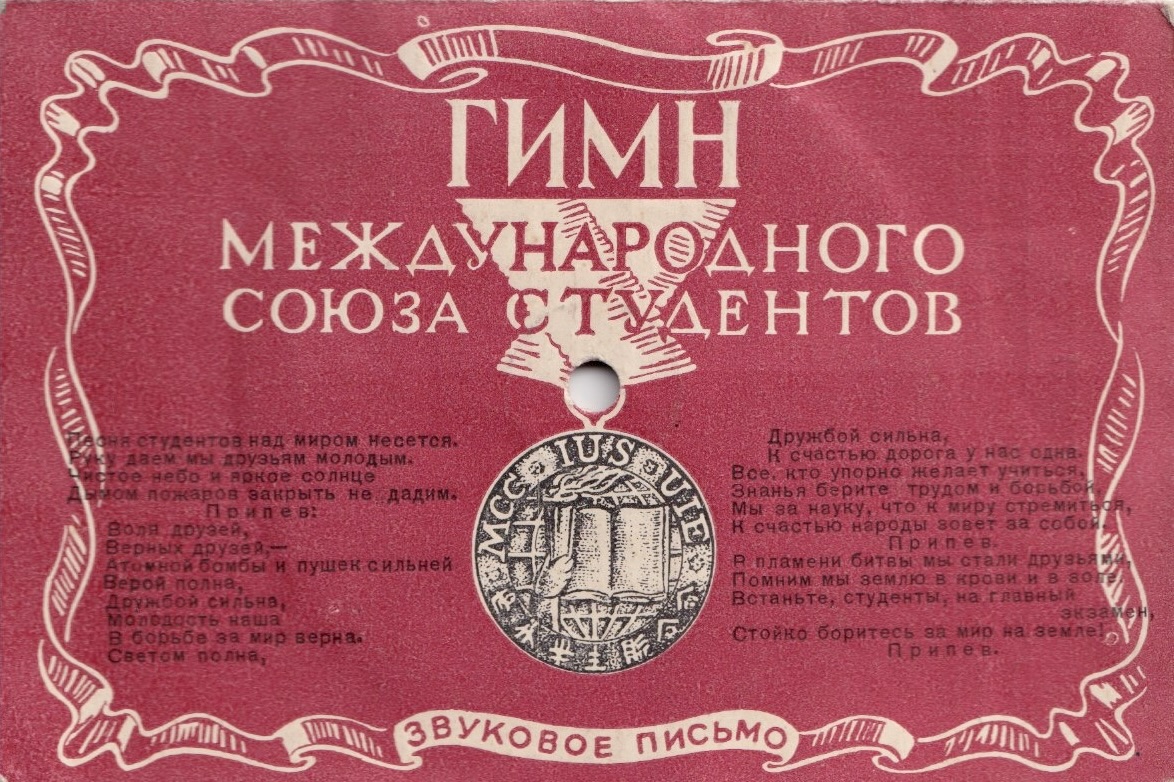 ГИМН
МЕЖДУНАРОДНОГО
СОЮЗА СТУДЕНТОВ
Песня студентов над миром несется.
Руку даем мы друзьям молодым.
Чистое небо и яркое солнце
Дымом пожаров закрыть не дадим.
Припев:
Воля друзей,
Верных друзей,—
Атомной бомбы и пушек сильней
Верой полна,
Дружбой сильна,
Молодость наша
В борьбе за мир верна.
Светом полна,
Дружбой сильна,
К счастью дорога у нас одна.
Все, кто упорно желает учиться,
Знанья берите трудом и борьбой.
Мы за науку, что к миру стремиться,
К счастью народы зовет за собой.
Припев.
В пламени битвы мы стали друзьями,
Помним мы землю в крови и в золе,
Встаньте, студенты, на главный
экзамен,
Стойко боритесь за мир на земле!
Припев.
МСС IUS UIE
ЗВУКОВОЕ ПИСЬМО